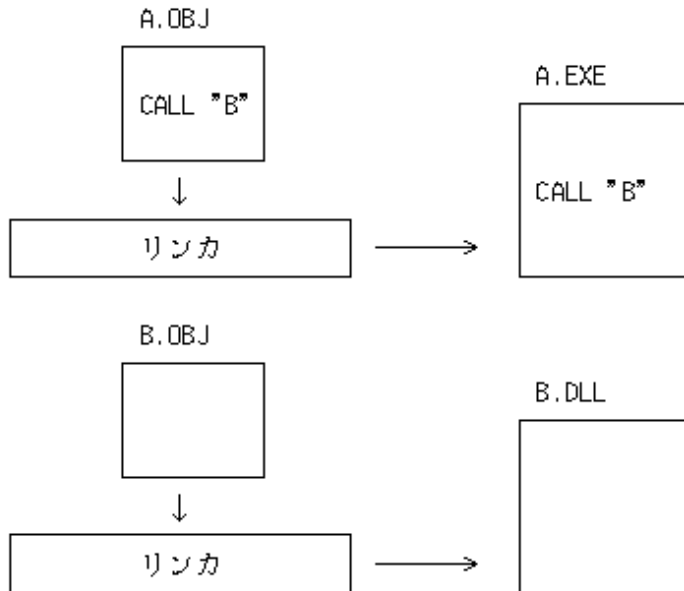 A.OBJ
CALL "B"
A.EXE
CALL "B"
リンカ
B.OBJ
B.DLL
リンカ